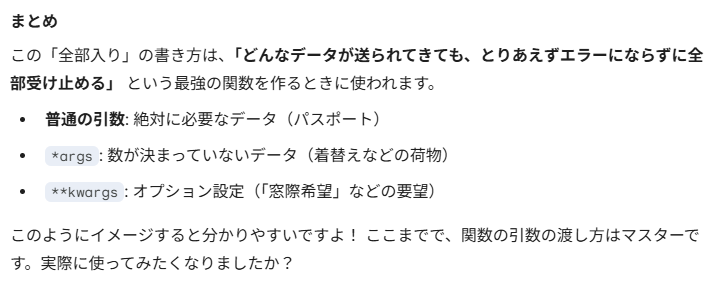 まとめ
この「全部入り」の書き方は、「どんなデータが送られてきても、とりあえずエラーにならずに全
部受け止める」 という最強の関数を作るときに使われます。
• 普通の引数: 絶対に必要なデータ（パスポート）
• *args: 数が決まっていないデータ（着替えなどの荷物）
• **kwargs: オプション設定（「窓際希望」などの要望）
このようにイメージすると分かりやすいですよ！ ここまでで、関数の引数の渡し方はマスターで
す。実際に使ってみたくなりましたか？